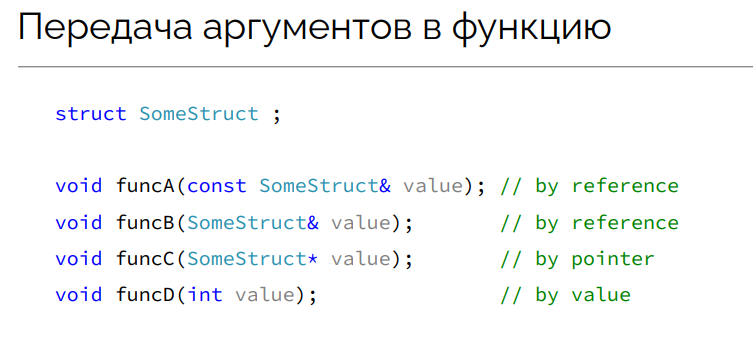 Передача аргументов в функцию
struct SomeStruct ;
void funcA(const SomeStruct& value); // by reference
void funcB(SomeStruct& value); // by reference
void funcC(SomeStruct* value); // by pointer
void funcD(int value); // by value